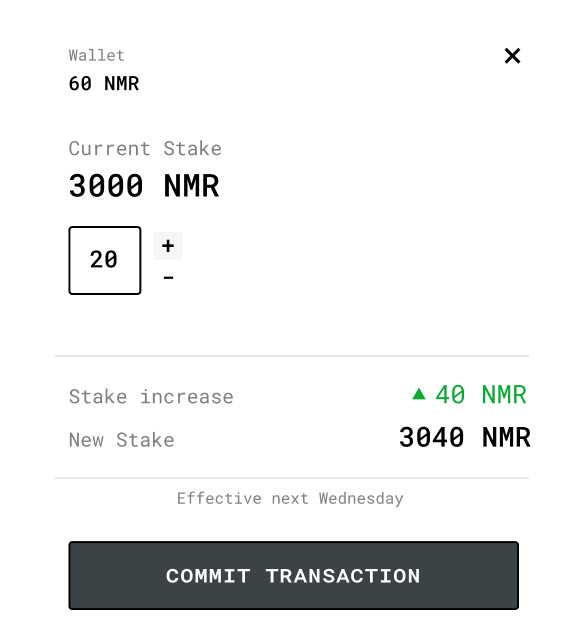 Wallet
60 NMR
Current Stake
3000 NMR
20
+
-
Stake increase
▲ 40 NMR
New Stake
3040 NMR
Effective next Wednesday
COMMIT TRANSACTION